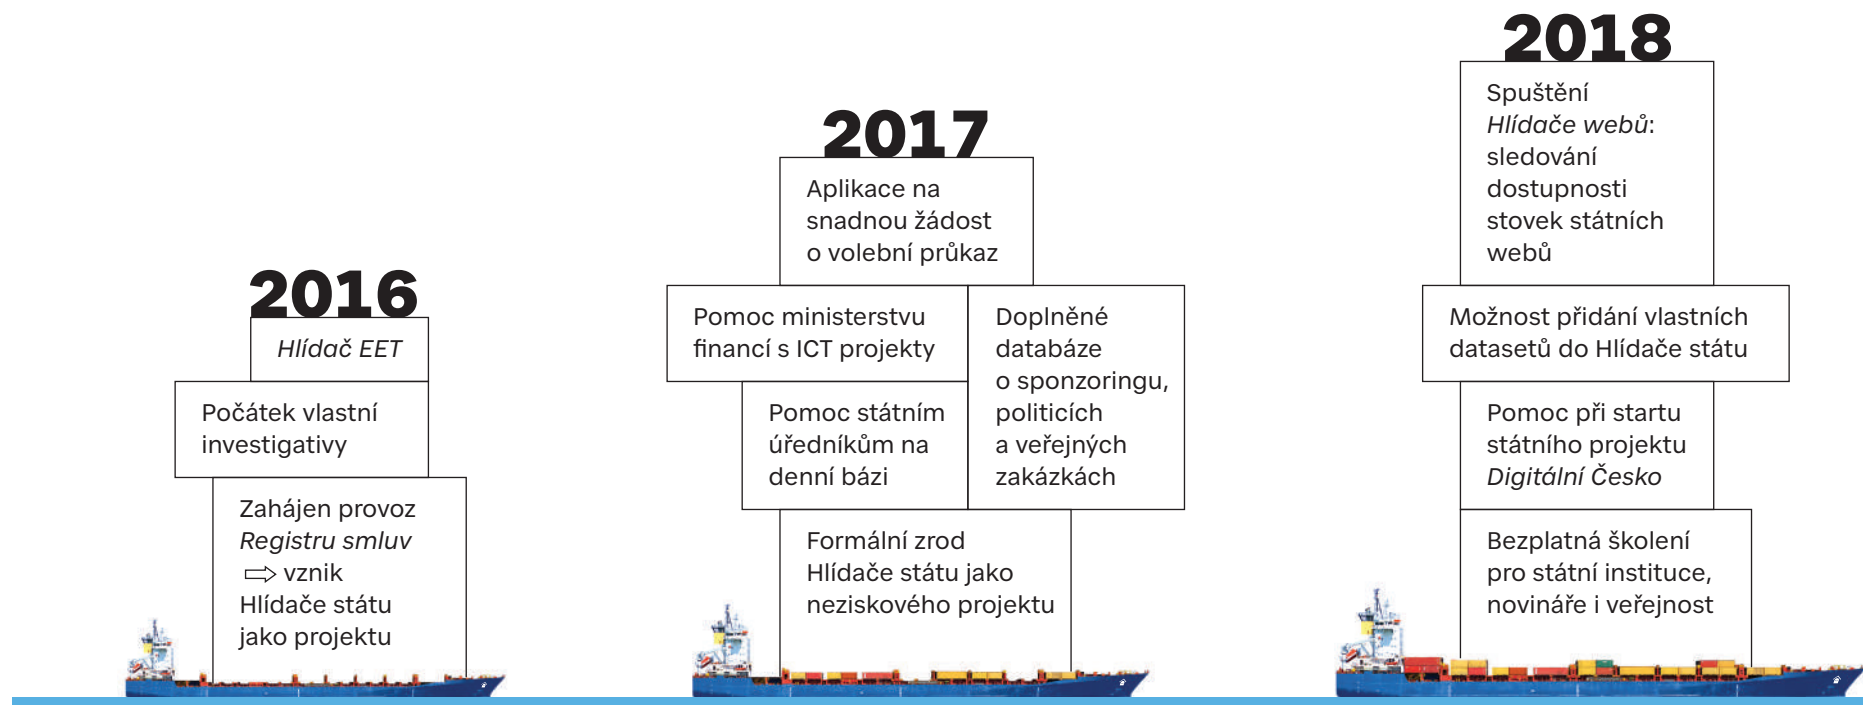 2016
Hlídač EET
Počátek vlastní
investigativy
Zahájen provoz
Registru smluv
⇨ vznik
Hlídače státu
jako projektu
2017
Aplikace na
snadnou žádost
o volební průkaz
Pomoc ministerstvu
financí s ICT projekty
Doplněné
databáze
o sponzoringu,
politicích
a veřejných
zakázkách
Pomoc státním
úředníkům na
denní bázi
Formální zrod
Hlídače státu jako
neziskového projektu
2018
Spuštění
Hlídače webů:
sledování
dostupnosti
stovek státních
webů
Možnost přidání vlastních
datasetů do Hlídače státu
Pomoc při startu
státního projektu
Digitální Česko
Bezplatná školení
pro státní instituce,
novináře i veřejnost